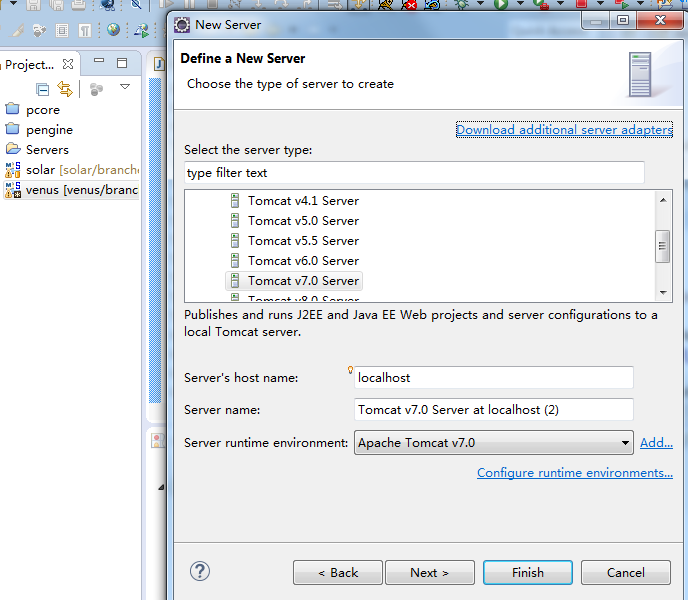 New Server
Define a New Server
Choose the type of server to create
Project...
pcore
pengine
Servers
solar [solar/branche
venus [venus/branc
Download additional server adapters
Select the server type:
type filter text
Tomcat v4.1 Server
Tomcat v5.0 Server
Tomcat v5.5 Server
Tomcat v6.0 Server
Tomcat v7.0 Server
Tomcat v8.0 Server
Publishes and runs J2EE and Java EE Web projects and server configurations to a
local Tomcat server.
Server's host name: localhost
Server name: Tomcat v7.0 Server at localhost (2)
Server runtime environment: Apache Tomcat v7.0 Add...
Configure runtime environments...
< Back Next > Finish Cancel